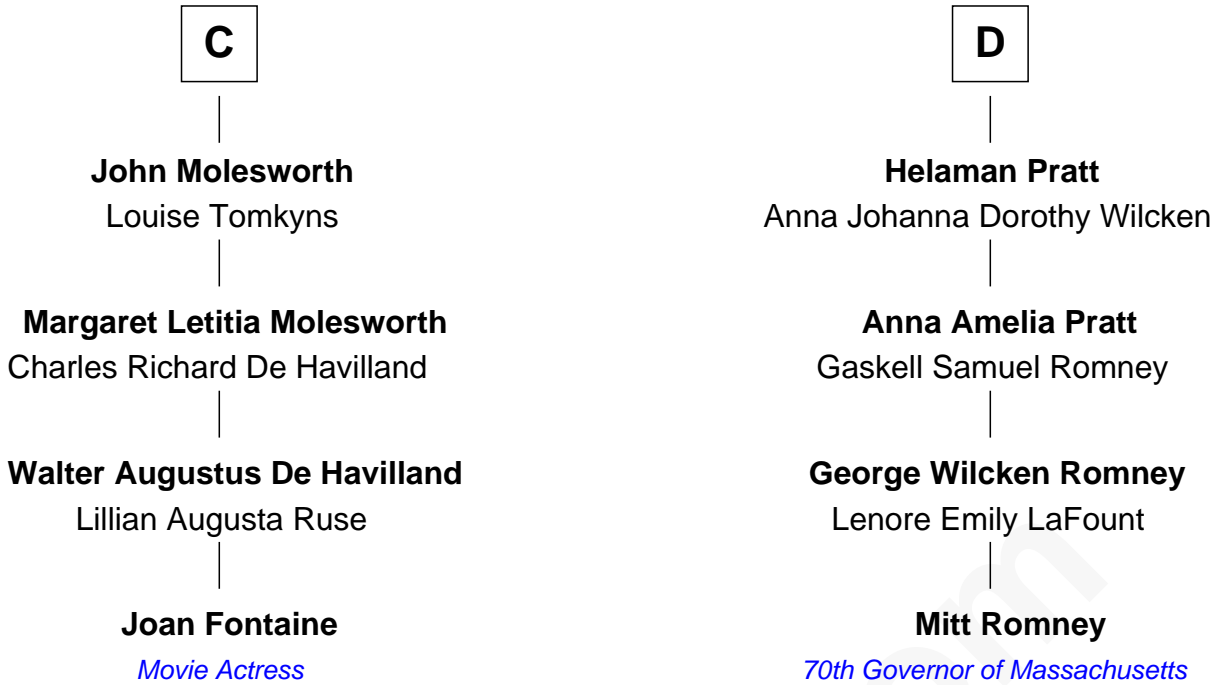 C
John Molesworth
Louise Tomkyns
Margaret Letitia Molesworth
Charles Richard De Havilland
Walter Augustus De Havilland
Lillian Augusta Ruse
Joan Fontaine
Movie Actress
D
Helaman Pratt
Anna Johanna Dorothy Wilcken
Anna Amelia Pratt
Gaskell Samuel Romney
George Wilcken Romney
Lenore Emily LaFount
Mitt Romney
70th Governor of Massachusetts